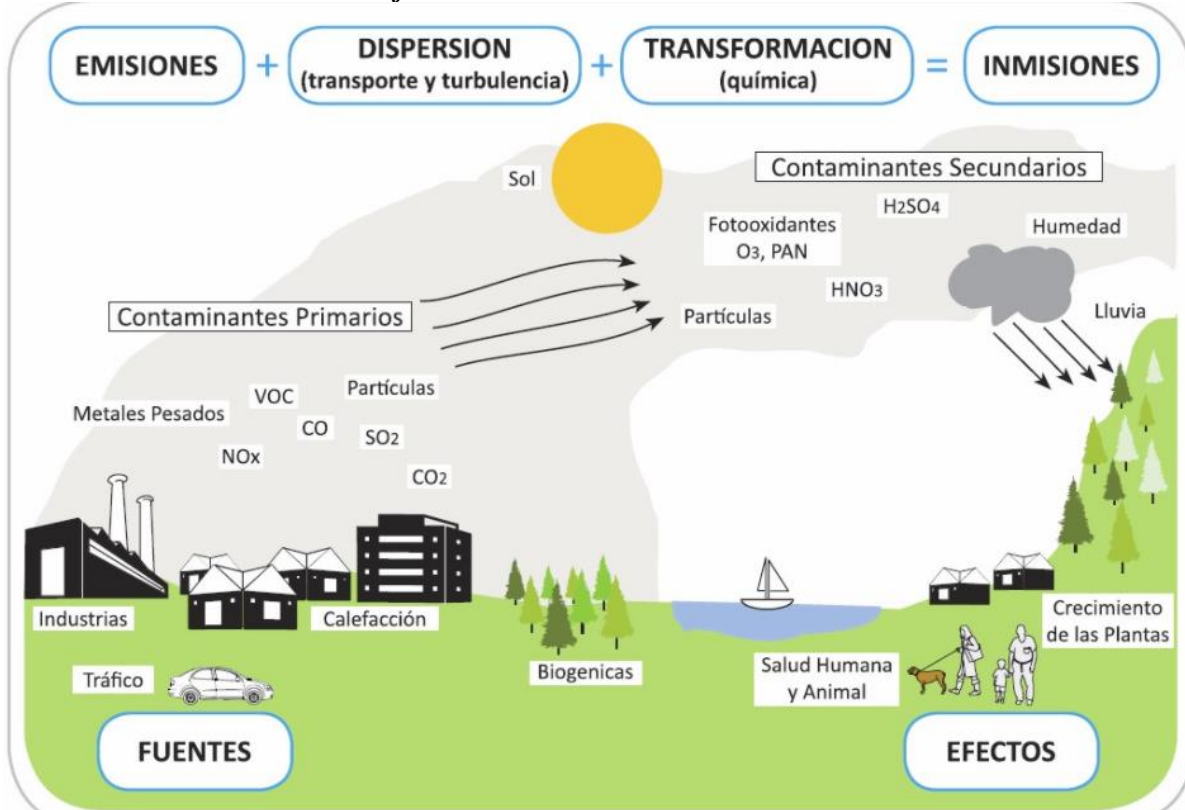 EMISIONES + DISPERSION (transporte y turbulencia) + TRANSFORMACION (química) = INMISIONES
Sol
Contaminantes Secundarios
H2SO4
Fotooxidantes
O3, PAN
Humedad
HNO3
Contaminantes Primarios
Partículas
Lluvia
Partículas
VOC
Metales Pesados
CO
SO2
NOx
CO2
Industrias
Calefacción
Crecimiento
de las Plantas
Biogenicas
Salud Humana
y Animal
Tráfico
FUENTES
EFECTOS